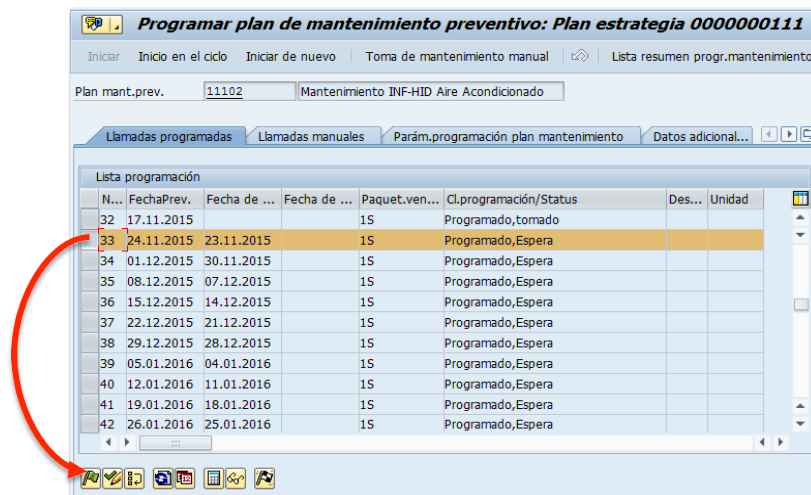 Programar plan de mantenimiento preventivo: Plan estrategia 0000000111
Iniciar Inicio en el ciclo Iniciar de nuevo Toma de mantenimiento manual Lista resumen progr.mantenimiento
Plan mant.prev. 11102 Mantenimiento INF-HID Aire Acondicionado
Llamadas programadas Llamadas manuales Parám.programación plan mantenimiento Datos adicional...
Lista programación
N... FechaPrev. Fecha de ... Fecha de ... Paquet.ven... Cl.programación/Status Des... Unidad
32 17.11.2015 1S Programado,tomado
33 24.11.2015 23.11.2015 1S Programado,Espera
34 01.12.2015 30.11.2015 1S Programado,Espera
35 08.12.2015 07.12.2015 1S Programado,Espera
36 15.12.2015 14.12.2015 1S Programado,Espera
37 22.12.2015 21.12.2015 1S Programado,Espera
38 29.12.2015 28.12.2015 1S Programado,Espera
39 05.01.2016 04.01.2016 1S Programado,Espera
40 12.01.2016 11.01.2016 1S Programado,Espera
41 19.01.2016 18.01.2016 1S Programado,Espera
42 26.01.2016 25.01.2016 1S Programado,Espera